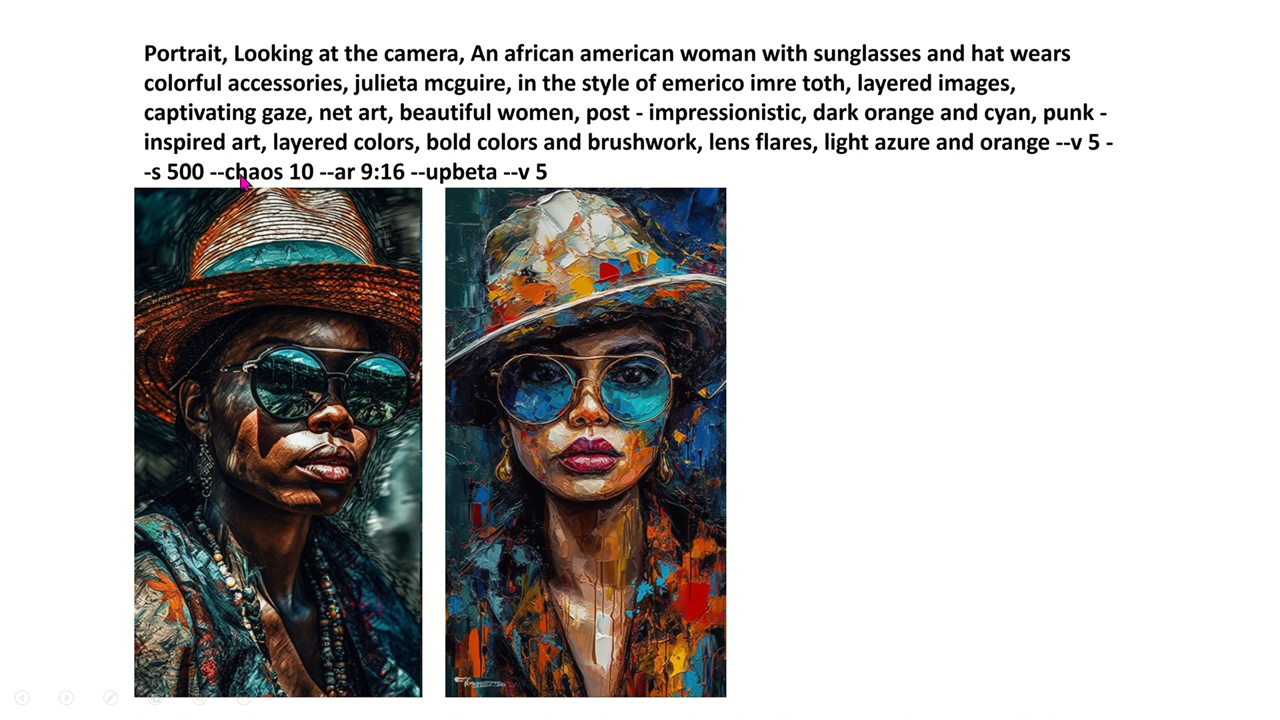 Portrait, Looking at the camera, An african american woman with sunglasses and hat wears
colorful accessories, julieta mcguire, in the style of emerico imre toth, layered images,
captivating gaze, net art, beautiful women, post - impressionistic, dark orange and cyan, punk -
inspired art, layered colors, bold colors and brushwork, lens flares, light azure and orange --v 5 -
-s 500 --chaos 10 --ar 9:16 --upbeta --v 5